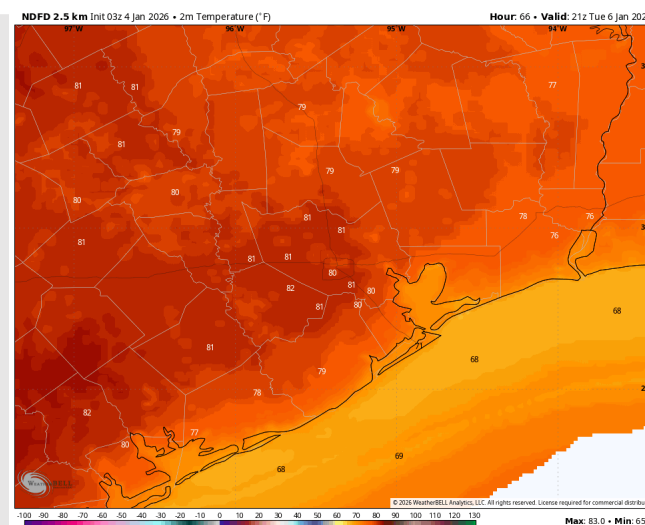 NDFD 2.5 km Init 03z 4 Jan 2026 • 2m Temperature (°F)
Hour: 66 • Valid: 21z Tue 6 Jan 202
97°W 96°W 95°W 94°W
81 81 79 77
81 79
79 79
80 80
81 78 76
81 81 76
81 81
80
82 81 80
81 80
68
81 71
68
79
78
82
77
80
69
68
WEATHERBELL
© 2026 WeatherBELL Analytics, LLC. All rights reserved. License required for commercial distribu
-100 -90 -80 -70 -60 -50 -40 -30 -20 -10 0 10 20 30 40 50 60 70 80 90 100 110 120 130
Max: 83.0 • Min: 65